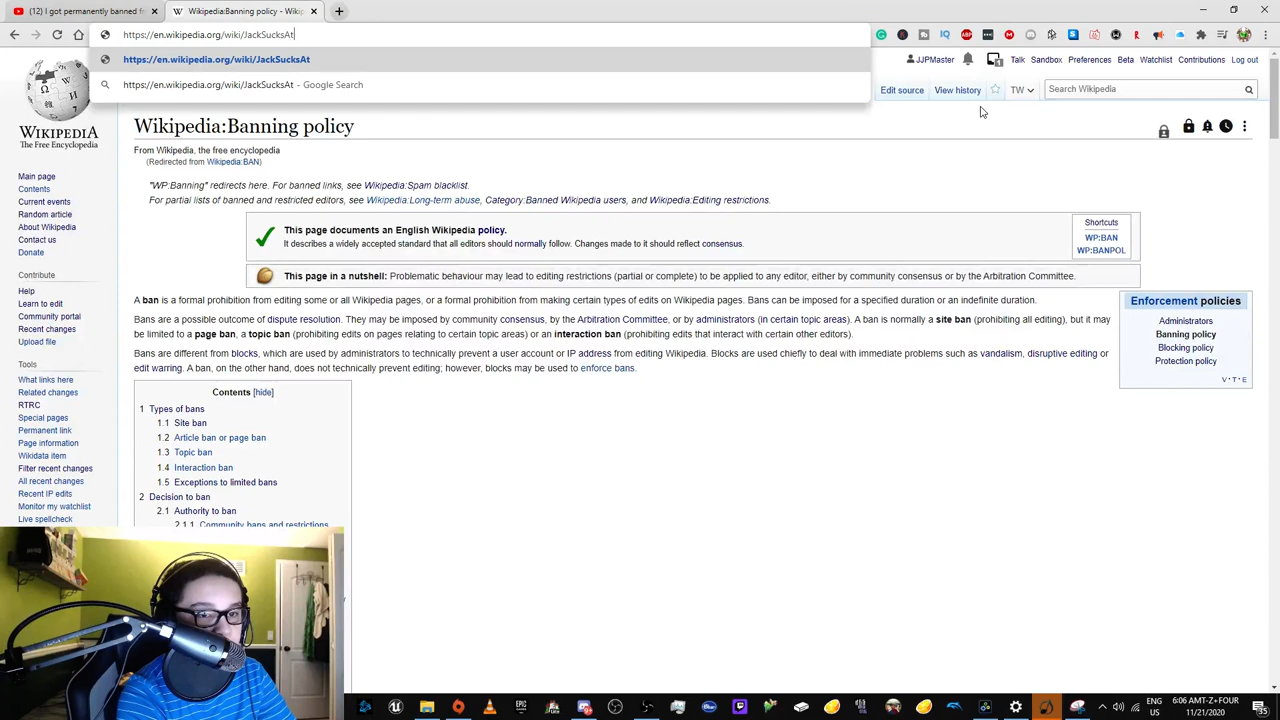 (12) I got permanently banned fr
Wikipedia:Banning policy - Wikip
https://en.wikipedia.org/wiki/JackSucksAt
https://en.wikipedia.org/wiki/JackSucksAt
https://en.wikipedia.org/wiki/JackSucksAt - Google Search
JJPMaster Talk Sandbox Preferences Beta Watchlist Contributions Log out
Edit source View history TW Search Wikipedia
WIKIPEDIA
The Free Encyclopedia
Main page
Contents
Current events
Random article
About Wikipedia
Contact us
Donate
Contribute
Help
Learn to edit
Community portal
Recent changes
Upload file
Tools
What links here
Related changes
RTRC
Special pages
Permanent link
Page information
Wikidata item
Filter recent changes
All recent changes
Recent IP edits
Monitor my watchlist
Live spellcheck
Wikipedia:Banning policy
From Wikipedia, the free encyclopedia
(Redirected from Wikipedia:BAN)
"WP:Banning" redirects here. For banned links, see Wikipedia:Spam blacklist.
For partial lists of banned and restricted editors, see Wikipedia:Long-term abuse, Category:Banned Wikipedia users, and Wikipedia:Editing restrictions.
This page documents an English Wikipedia policy.
It describes a widely accepted standard that all editors should normally follow. Changes made to it should reflect consensus.
Shortcuts
WP:BAN
WP:BANPOL
This page in a nutshell: Problematic behaviour may lead to editing restrictions (partial or complete) to be applied to any editor, either by community consensus or by the Arbitration Committee.
A ban is a formal prohibition from editing some or all Wikipedia pages, or a formal prohibition from making certain types of edits on Wikipedia pages. Bans can be imposed for a specified duration or an indefinite duration.
Bans are a possible outcome of dispute resolution. They may be imposed by community consensus, by the Arbitration Committee, or by administrators (in certain topic areas). A ban is normally a site ban (prohibiting all editing), but it may
be limited to a page ban, a topic ban (prohibiting edits on pages relating to certain topic areas) or an interaction ban (prohibiting edits that interact with certain other editors).
Bans are different from blocks, which are used by administrators to technically prevent a user account or IP address from editing Wikipedia. Blocks are used chiefly to deal with immediate problems such as vandalism, disruptive editing or
edit warring. A ban, on the other hand, does not technically prevent editing; however, blocks may be used to enforce bans.
Enforcement policies
Administrators
Banning policy
Blocking policy
Protection policy
V·T·E
Contents [hide]
1 Types of bans
1.1 Site ban
1.2 Article ban or page ban
1.3 Topic ban
1.4 Interaction ban
1.5 Exceptions to limited bans
2 Decision to ban
2.1 Authority to ban
2.1.1 Community bans and restrictions
ENG
US
6:06 AMT-Z+FOUR
11/21/2020